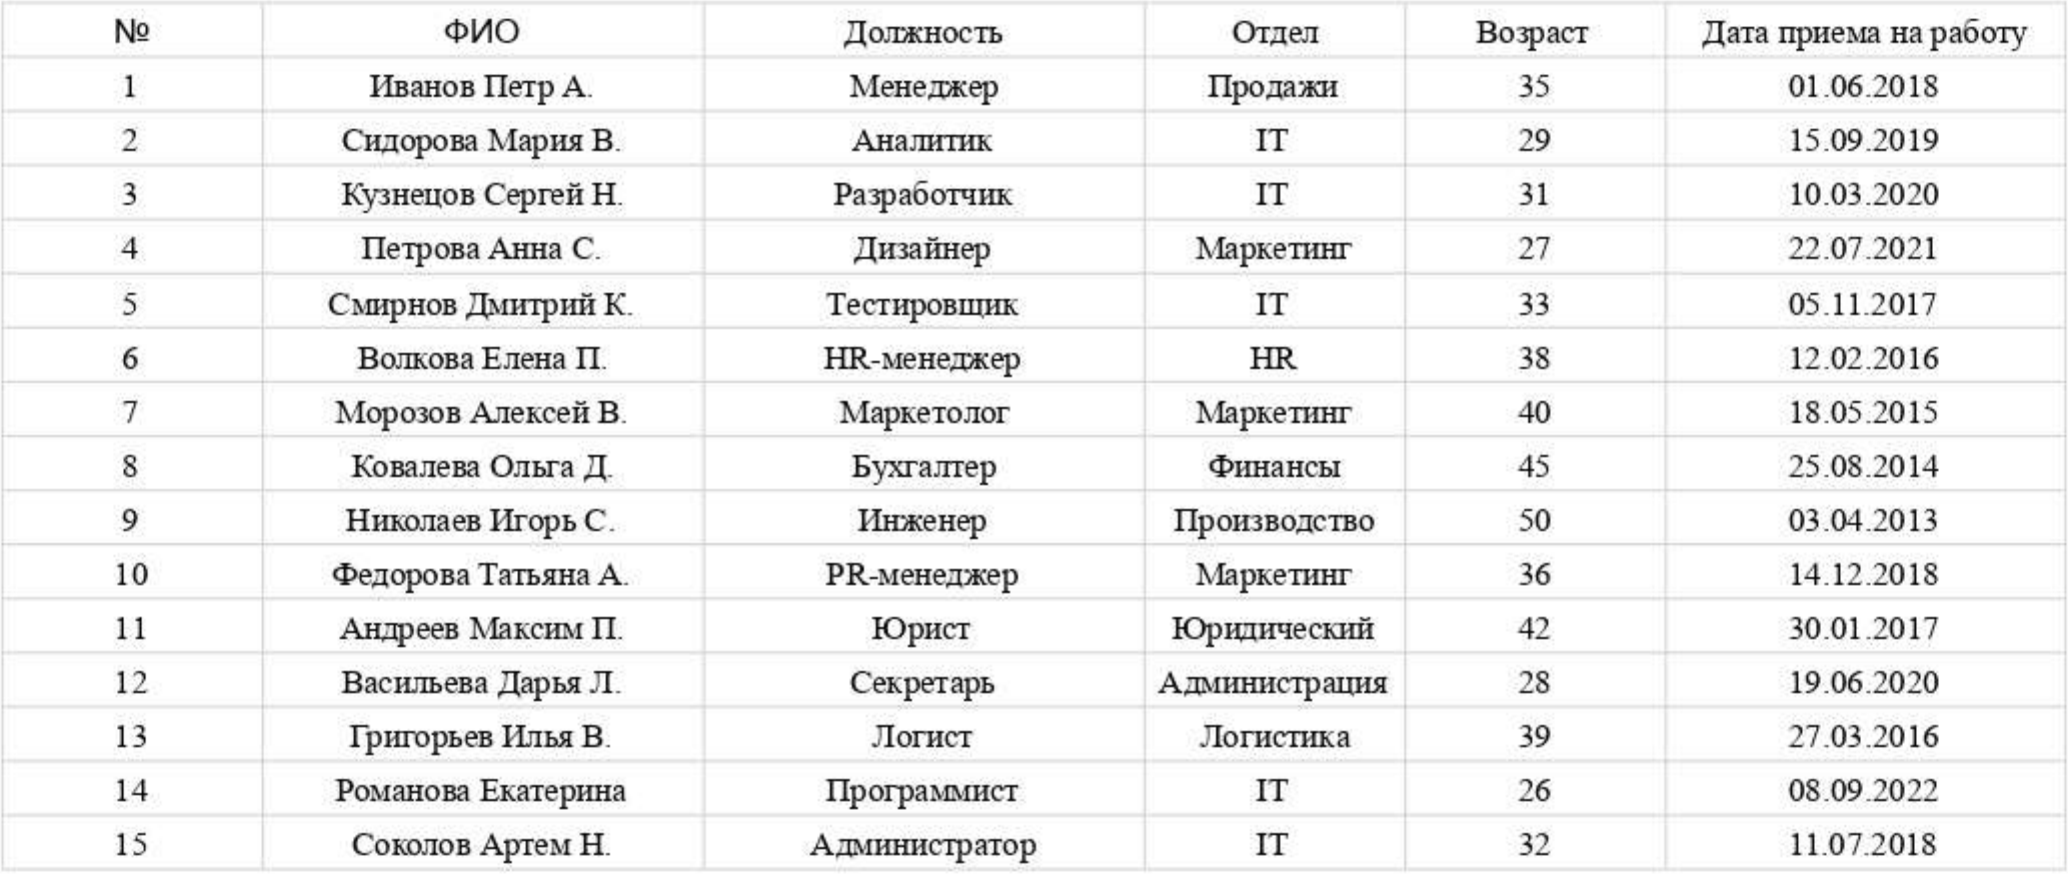 № ФИО Должность Отдел Возраст Дата приема на работу
1 Иванов Петр А. Менеджер Продажи 35 01.06.2018
2 Сидорова Мария В. Аналитик IT 29 15.09.2019
3 Кузнецов Сергей Н. Разработчик IT 31 10.03.2020
4 Петрова Анна С. Дизайнер Маркетинг 27 22.07.2021
5 Смирнов Дмитрий К. Тестировщик IT 33 05.11.2017
6 Волкова Елена П. HR-менеджер HR 38 12.02.2016
7 Морозов Алексей В. Маркетолог Маркетинг 40 18.05.2015
8 Ковалева Ольга Д. Бухгалтер Финансы 45 25.08.2014
9 Николаев Игорь С. Инженер Производство 50 03.04.2013
10 Федорова Татьяна А. PR-менеджер Маркетинг 36 14.12.2018
11 Андреев Максим П. Юрист Юридический 42 30.01.2017
12 Васильева Дарья Л. Секретарь Администрация 28 19.06.2020
13 Григорьев Илья В. Логист Логистика 39 27.03.2016
14 Романова Екатерина Программист IT 26 08.09.2022
15 Соколов Артем Н. Администратор IT 32 11.07.2018